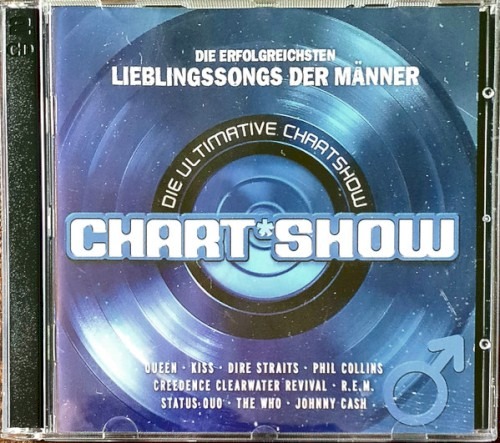 CD
DIE ERFOLGREICHSTEN
LIEBLINGSSONGS DER MÄNNER
DIE ULTIMATIVE CHARTSHOW
CHART*SHOW
QUEEN · KISS · DIRE STRAITS · PHIL COLLINS
CREEDENCE CLEARWATER REVIVAL · R.E.M.
STATUS QUO · THE WHO · JOHNNY CASH